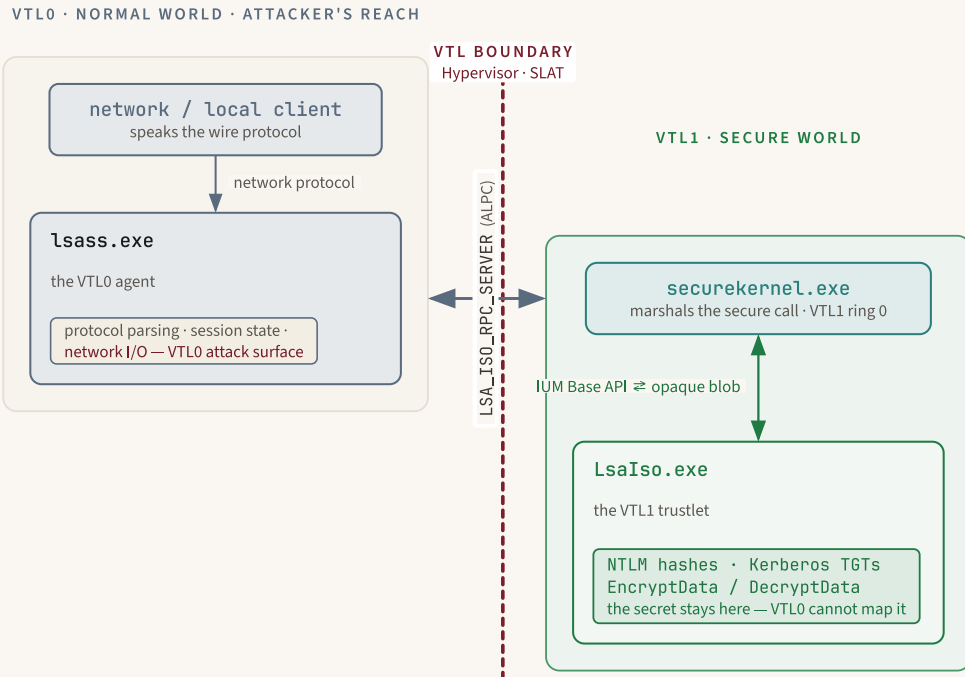 VTL0 · NORMAL WORLD · ATTACKER'S REACH
VTL BOUNDARY
Hypervisor · SLAT
network / local client
speaks the wire protocol
network protocol
lsass.exe
the VTL0 agent
protocol parsing · session state ·
network I/O — VTL0 attack surface
LSA_ISO_RPC_SERVER (ALPC)
VTL1 · SECURE WORLD
securekernel.exe
marshals the secure call · VTL1 ring 0
IUM Base API ⇄ opaque blob
LsaIso.exe
the VTL1 trustlet
NTLM hashes · Kerberos TGTs
EncryptData / DecryptData
the secret stays here — VTL0 cannot map it